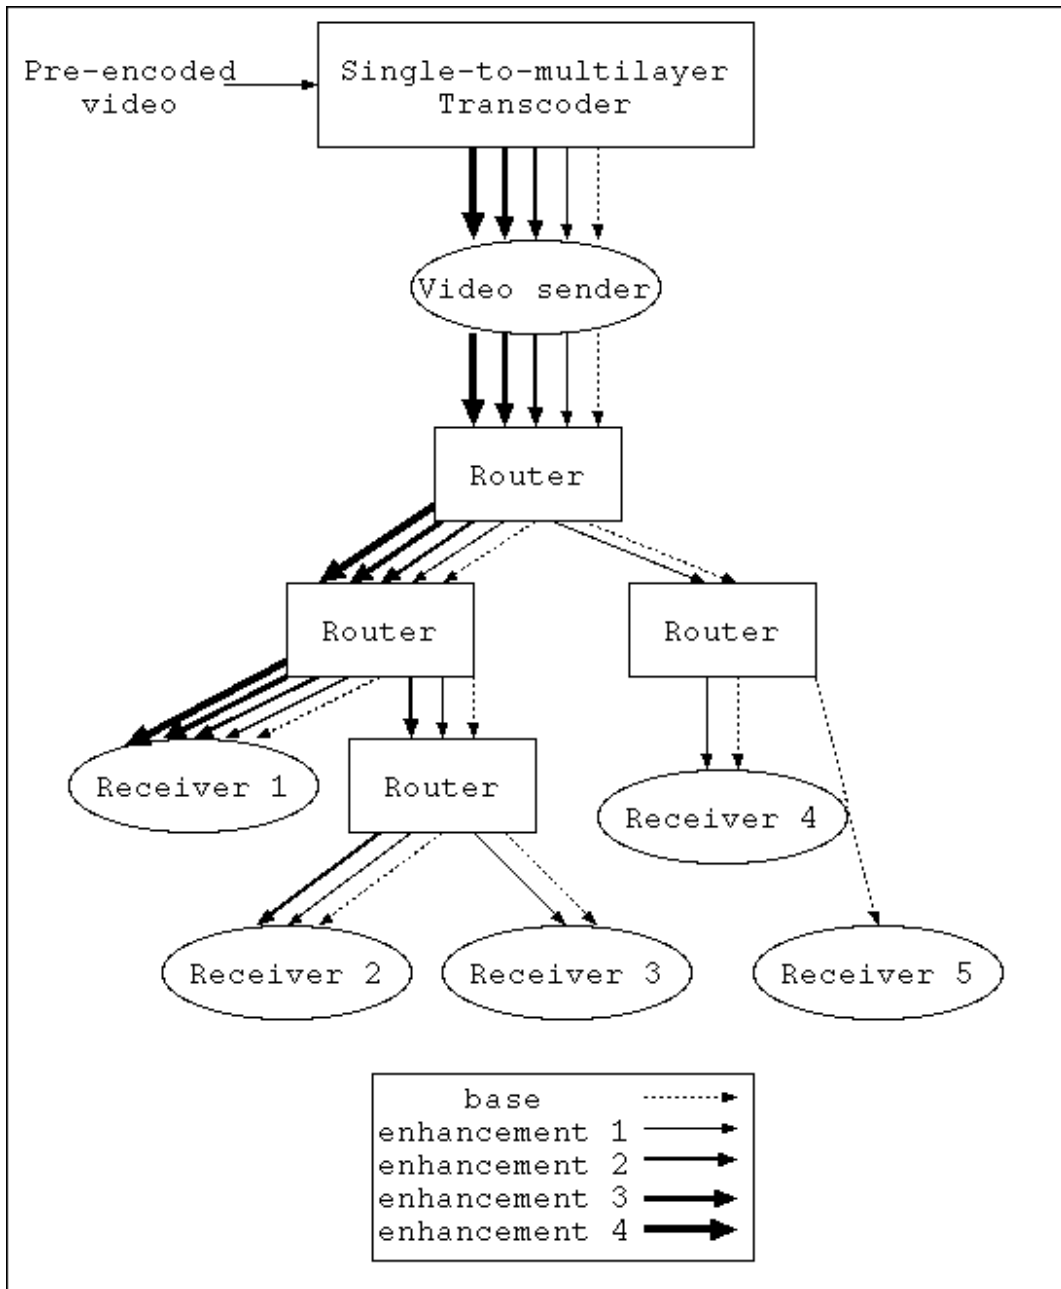 Pre-encoded
video
Single-to-multilayer
Transcoder
Video sender
Router
Router
Router
Receiver 1
Router
Receiver 4
Receiver 2
Receiver 3
Receiver 5
base
enhancement 1
enhancement 2
enhancement 3
enhancement 4